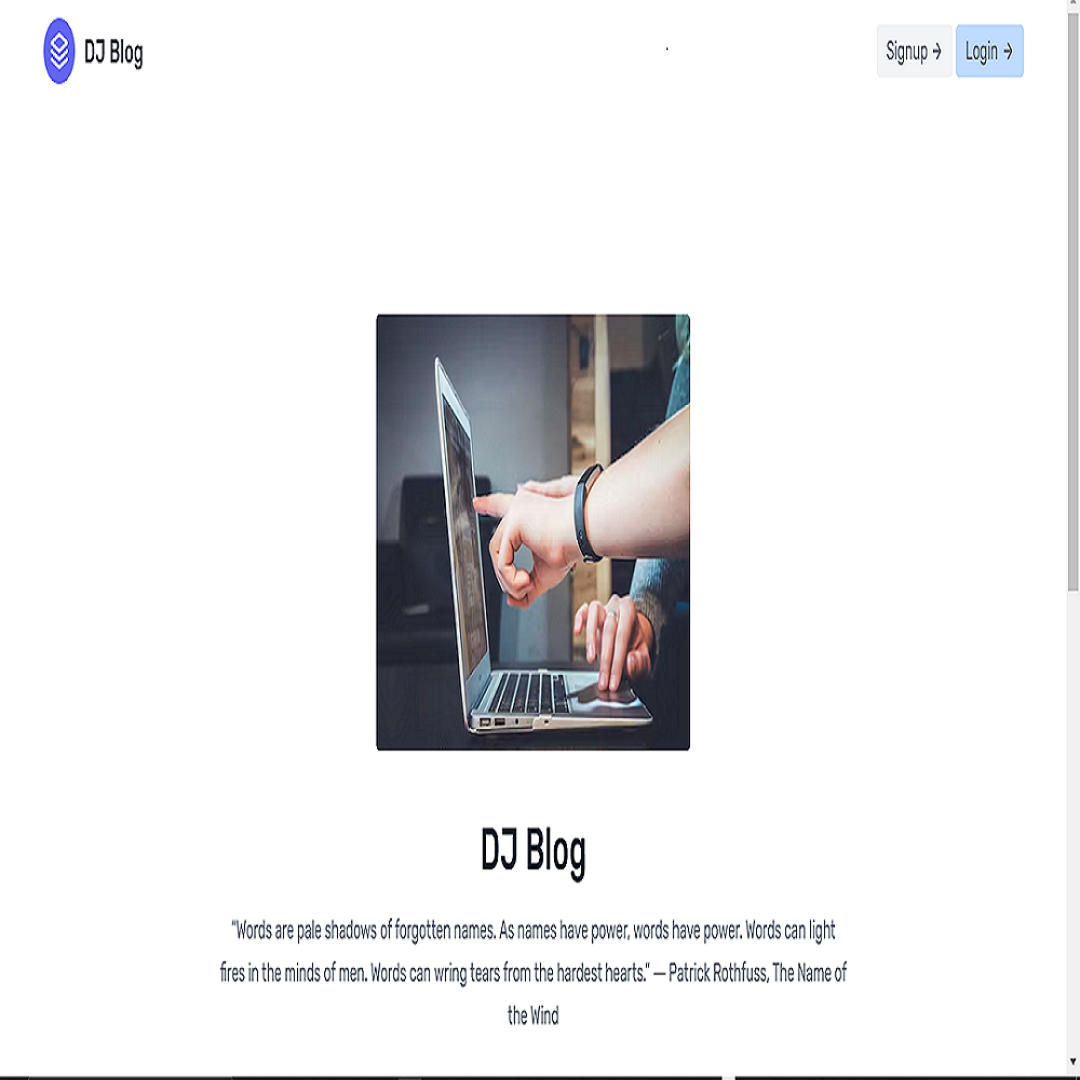 DJ Blog
Signup →
Login →
DJ Blog
"Words are pale shadows of forgotten names. As names have power, words have power. Words can light
fires in the minds of men. Words can wring tears from the hardest hearts." ― Patrick Rothfuss, The Name of
the Wind